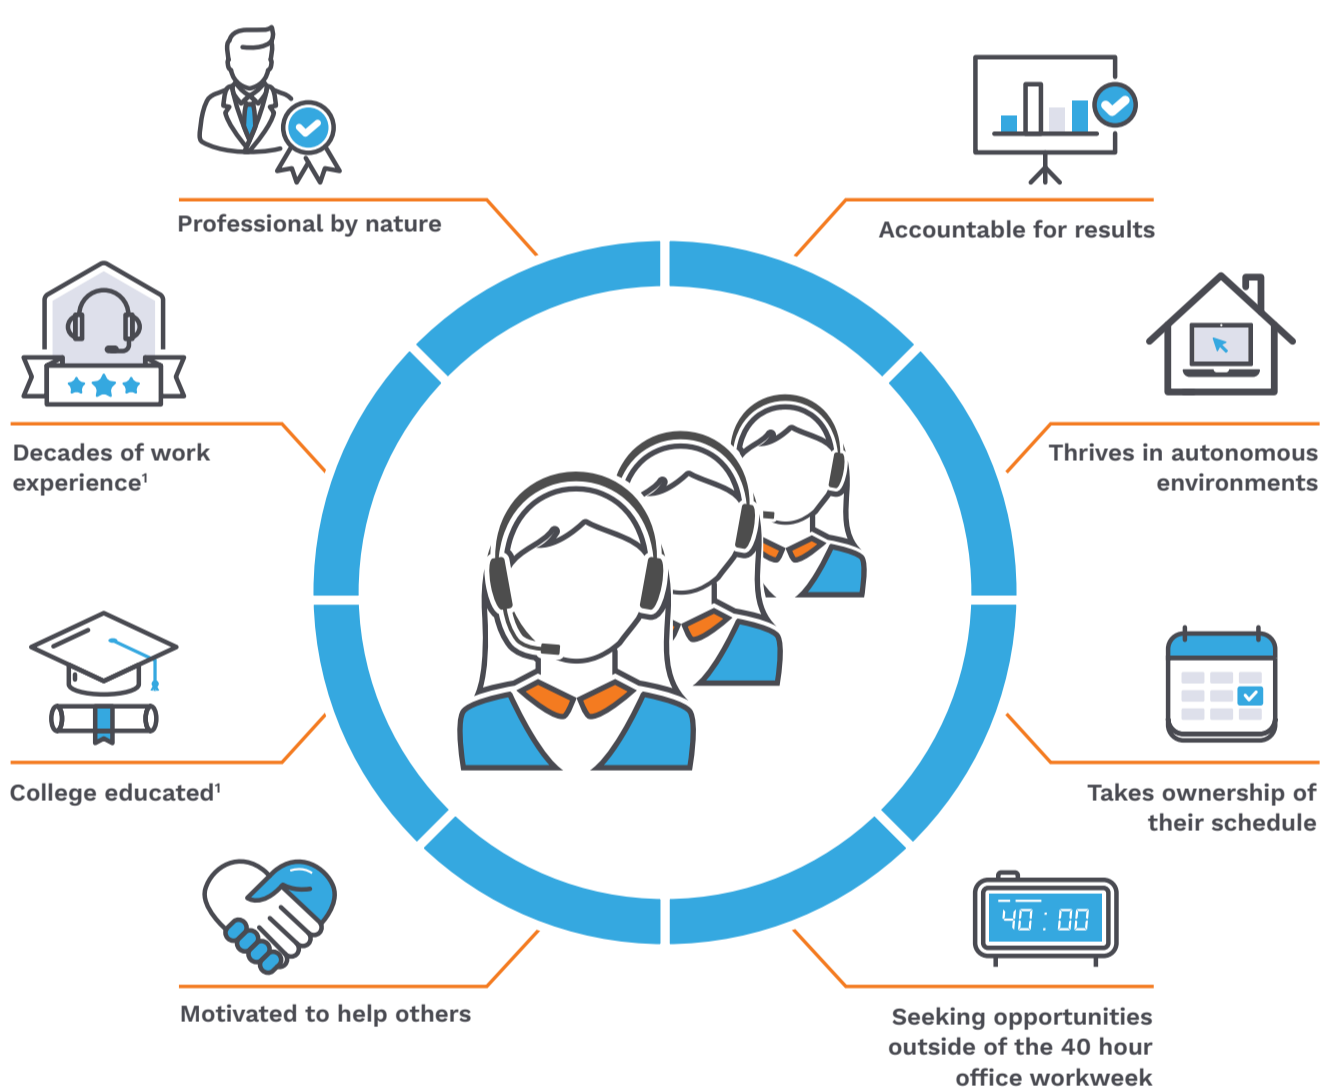 Professional by nature
Accountable for results
Decades of work
experience¹
Thrives in autonomous
environments
College educated¹
Takes ownership of
their schedule
40:00
Motivated to help others
Seeking opportunities
outside of the 40 hour
office workweek